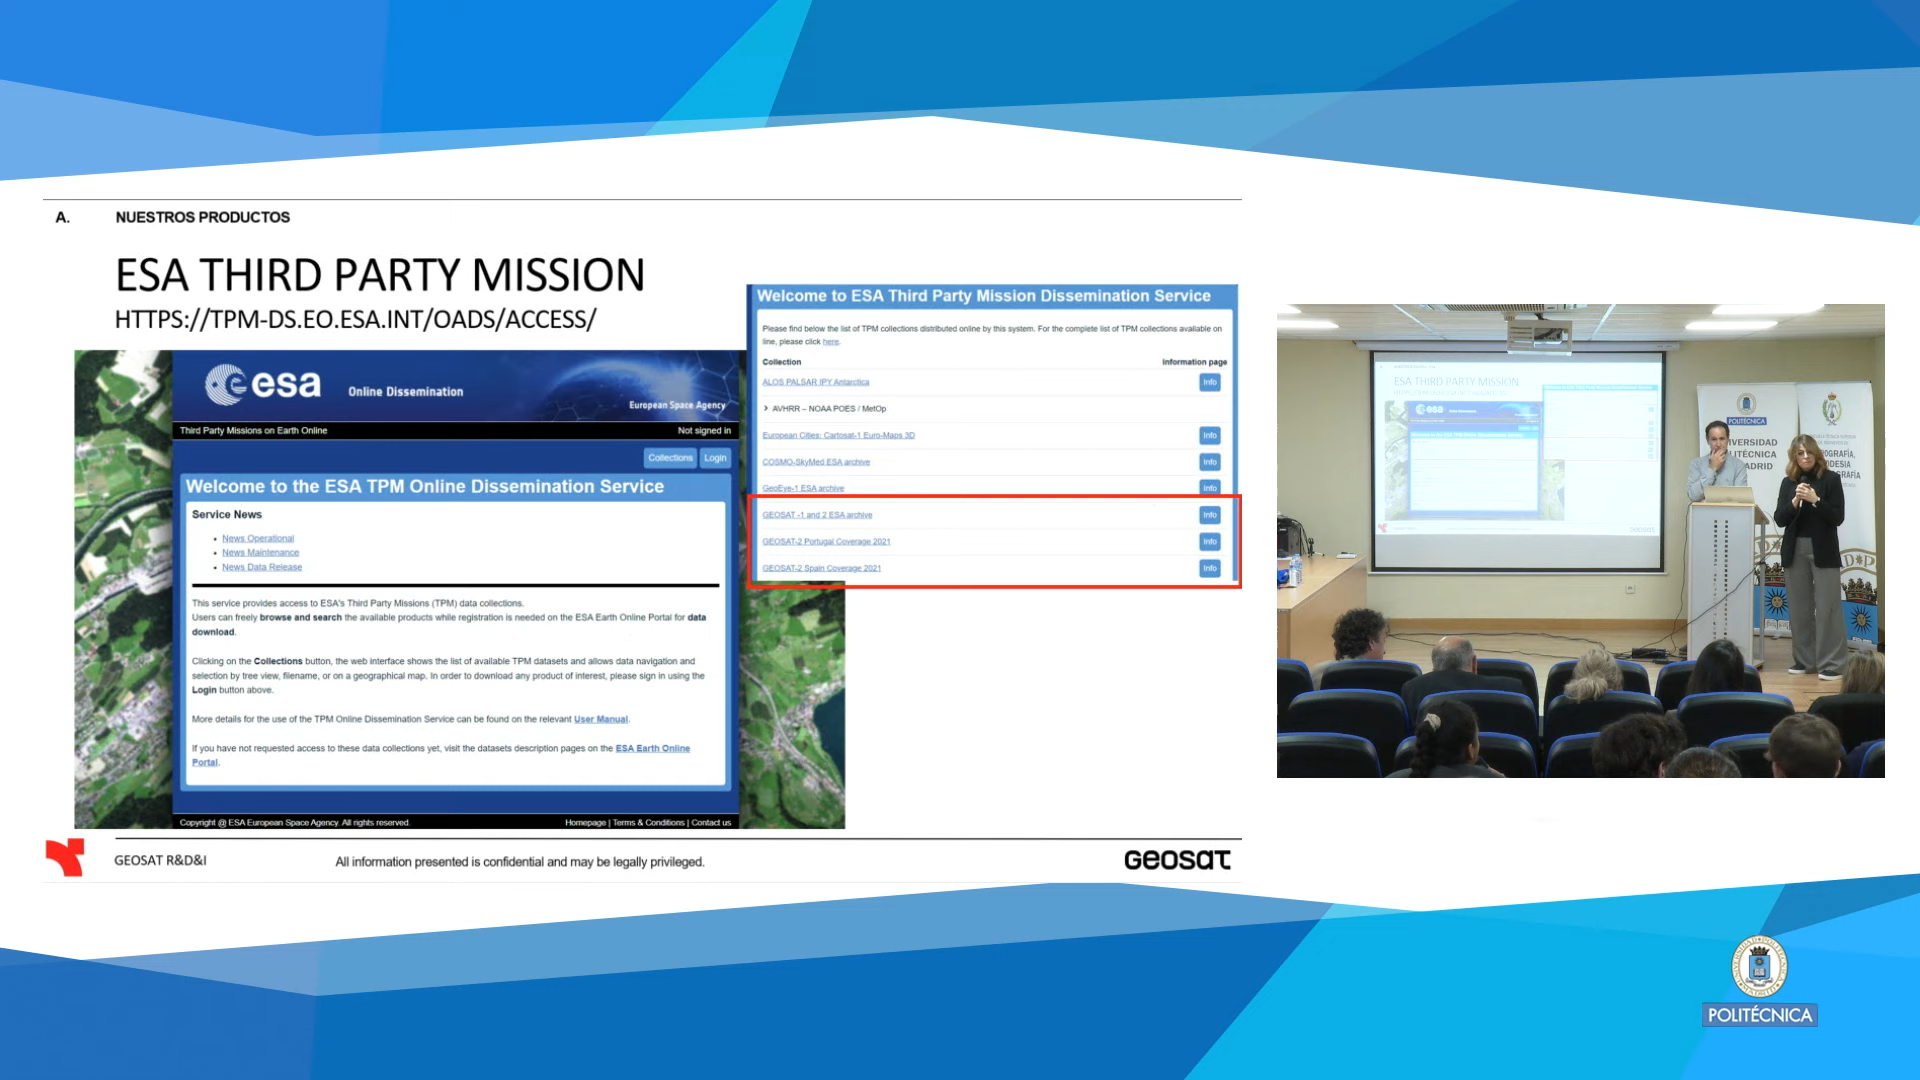 A. NUESTROS PRODUCTOS
ESA THIRD PARTY MISSION
HTTPS://TPM-DS.EO.ESA.INT/OADS/ACCESS/
esa Online Dissemination
European Space Agency
Third Party Missions on Earth Online Not signed in
Collections Login
Welcome to the ESA TPM Online Dissemination Service
Service News
News Operational
News Maintenance
News Data Release
This service provides access to ESA's Third Party Missions (TPM) data collections.
Users can freely browse and search the available products while registration is needed on the ESA Earth Online Portal for data
download.
Clicking on the Collections button, the web interface shows the list of available TPM datasets and allows data navigation and
selection by tree view, filename, or on a geographical map. In order to download any product of interest, please sign in using the
Login button above.
More details for the use of the TPM Online Dissemination Service can be found on the relevant User Manual.
If you have not requested access to these data collections yet, visit the datasets description pages on the ESA Earth Online
Portal.
Copyright @ ESA European Space Agency. All rights reserved. Homepage | Terms & Conditions | Contact us
Welcome to ESA Third Party Mission Dissemination Service
Please find below the list of TPM collections distributed online by this system. For the complete list of TPM collections available on
line, please click here.
Collection Information page
ALOS PALSAR IPY Antarctica Info
> AVHRR – NOAA POES / MetOp
European Cities: Cartosat-1 Euro-Maps 3D Info
COSMO-SkyMed ESA archive Info
GeoEye-1 ESA archive Info
GEOSAT -1 and 2 ESA archive Info
GEOSAT-2 Portugal Coverage 2021 Info
GEOSAT-2 Spain Coverage 2021 Info
GEOSAT R&D&I All information presented is confidential and may be legally privileged. GEOSAT
ESA THIRD PARTY MISSION
esa
POLITÉCNICA
POLITÉCNICA